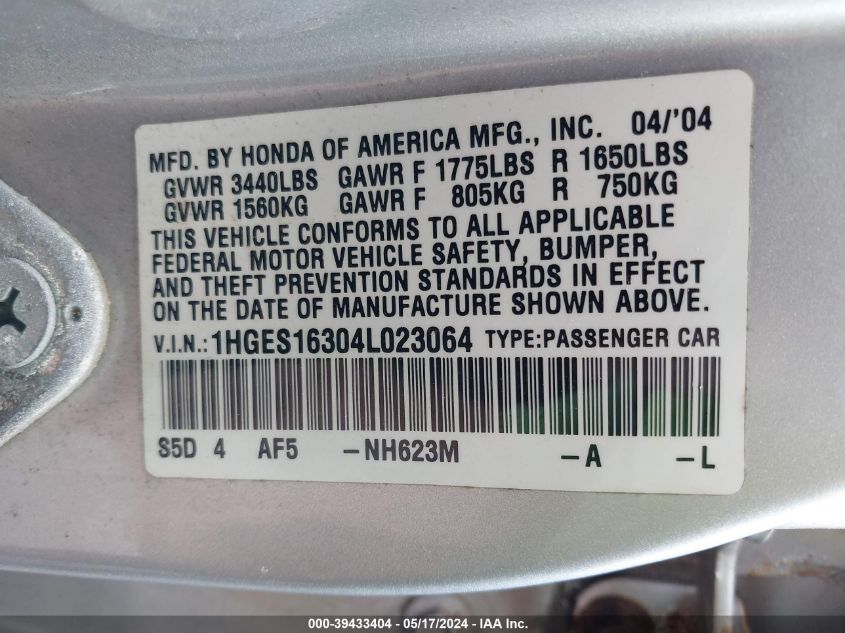 MFD. BY HONDA OF AMERICA MFG., INC. 04/'04
GVWR 3440LBS GAWR F 1775LBS R 1650LBS
GVWR 1560KG GAWR F 805KG R 750KG
THIS VEHICLE CONFORMS TO ALL APPLICABLE
FEDERAL MOTOR VEHICLE SAFETY, BUMPER,
AND THEFT PREVENTION STANDARDS IN EFFECT
ON THE DATE OF MANUFACTURE SHOWN ABOVE.
V.I.N.: 1HGES16304L023064 TYPE:PASSENGER CAR
S5D 4 AF5 -NH623M -A -L
000-39433404 - 05/17/2024 - IAA Inc.